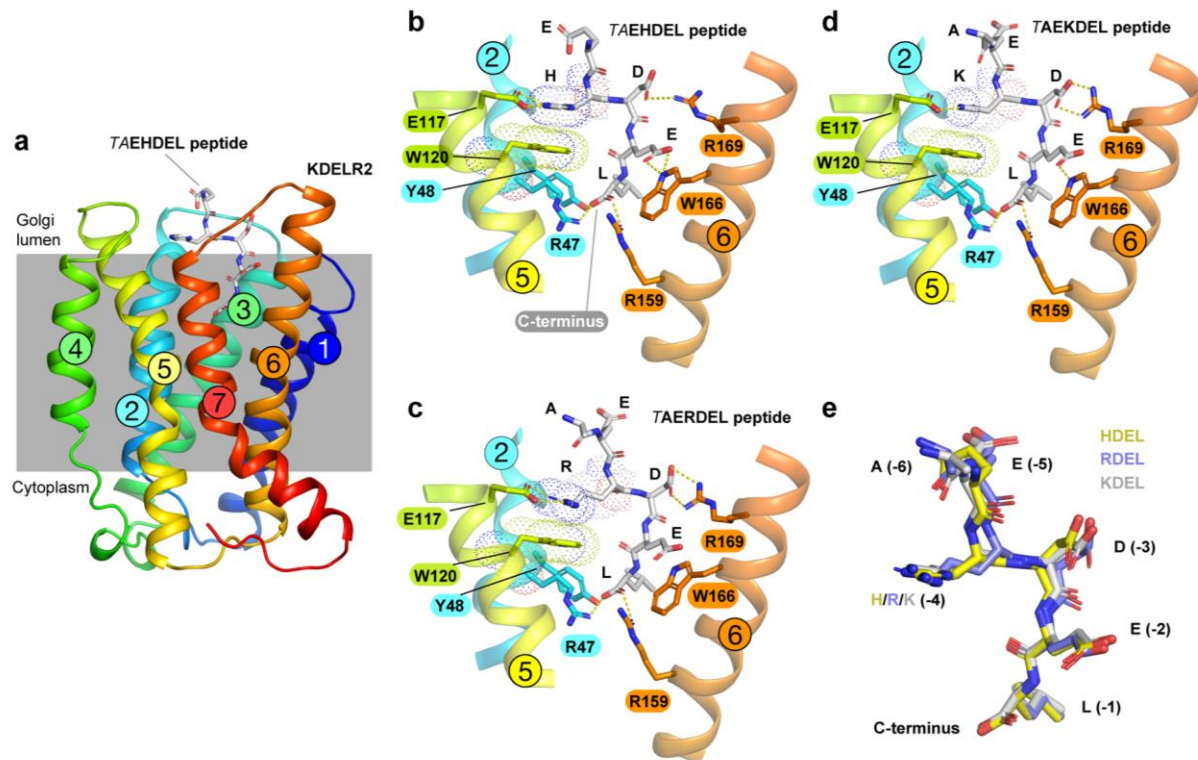 a
TAEHDEL peptide
KDELR2
Golgi
lumen
3
4
5
6
1
2
7
Cytoplasm
b
E
TAEHDEL peptide
2
H
D
E117
E
R169
W120
Y48
L
W166
R47
6
5
R159
C-terminus
c
A
E
TAERDEL peptide
2
R
D
E117
E
R169
W120
L
W166
Y48
6
R47
5
R159
d
A
E
TAEKDEL peptide
2
K
D
E117
E
R169
W120
Y48
L
W166
R47
6
5
R159
e
HDEL
RDEL
KDEL
A (-6)
E (-5)
D (-3)
H/R/K (-4)
E (-2)
L (-1)
C-terminus